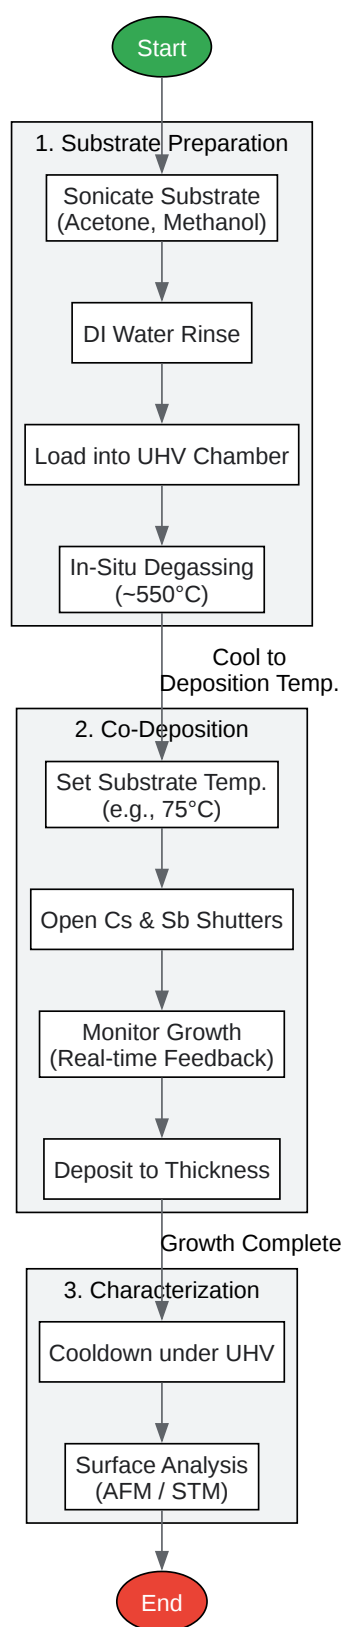 Start
1. Substrate Preparation
Sonicate Substrate
(Acetone, Methanol)
DI Water Rinse
Load into UHV Chamber
In-Situ Degassing
(~550°C)
Cool to
Deposition Temp.
2. Co-Deposition
Set Substrate Temp.
(e.g., 75°C)
Open Cs & Sb Shutters
Monitor Growth
(Real-time Feedback)
Deposit to Thickness
Growth Complete
3. Characterization
Cooldown under UHV
Surface Analysis
(AFM / STM)
End